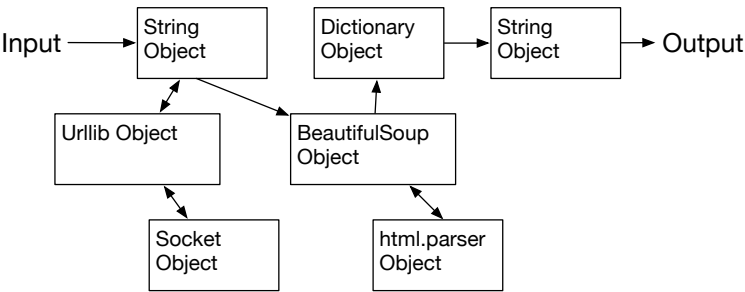 Input
String
Object
Dictionary
Object
String
Object
Output
Urllib Object
BeautifulSoup
Object
Socket
Object
html.parser
Object